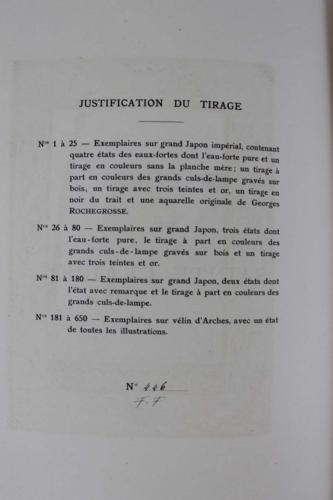 JUSTIFICATION DU TIRAGE
Nos 1 à 25 — Exemplaires sur grand Japon impérial, contenant
quatre états des eaux-fortes dont l'eau-forte pure et un
tirage en couleurs sans la planche mère; un tirage à
part en couleurs des grands culs-de-lampe gravés sur
bois, un tirage avec trois teintes et or, un tirage en
noir du trait et une aquarelle originale de Georges
ROCHEGROSSE.
Nos 26 à 80 — Exemplaires sur grand Japon, trois états dont
l'eau-forte pure, le tirage à part en couleurs des
grands culs-de-lampe gravés sur bois et un tirage
avec trois teintes et or.
Nos 81 à 180 — Exemplaires sur grand Japon, deux états dont
l'état avec remarque et le tirage à part en couleurs des
grands culs-de-lampe.
Nos 181 à 650 — Exemplaires sur vélin d'Arches, avec un état
de toutes les illustrations.
No 446
F.F